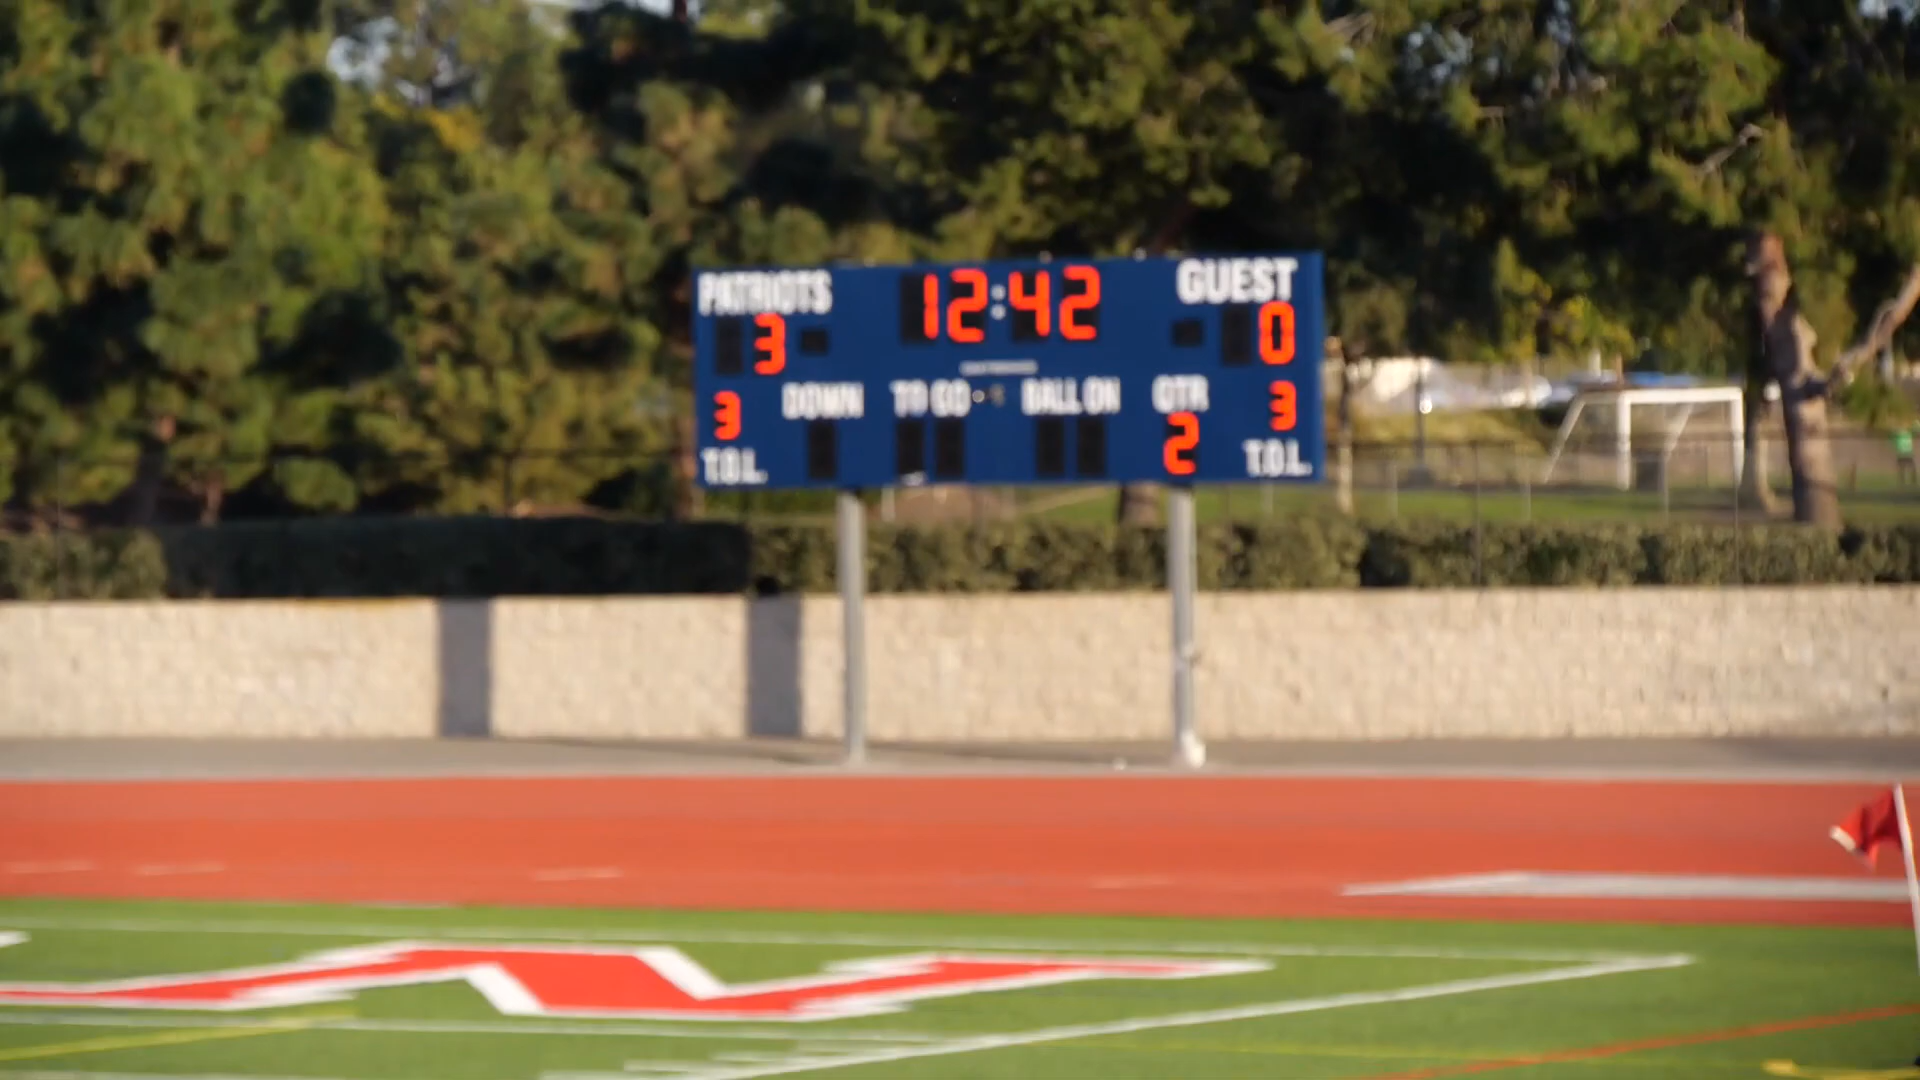 PATRIOTS 12:42 GUEST
3 0
3 DOWN TO GO BALL ON QTR 3
T.O.L. 2 T.O.L.